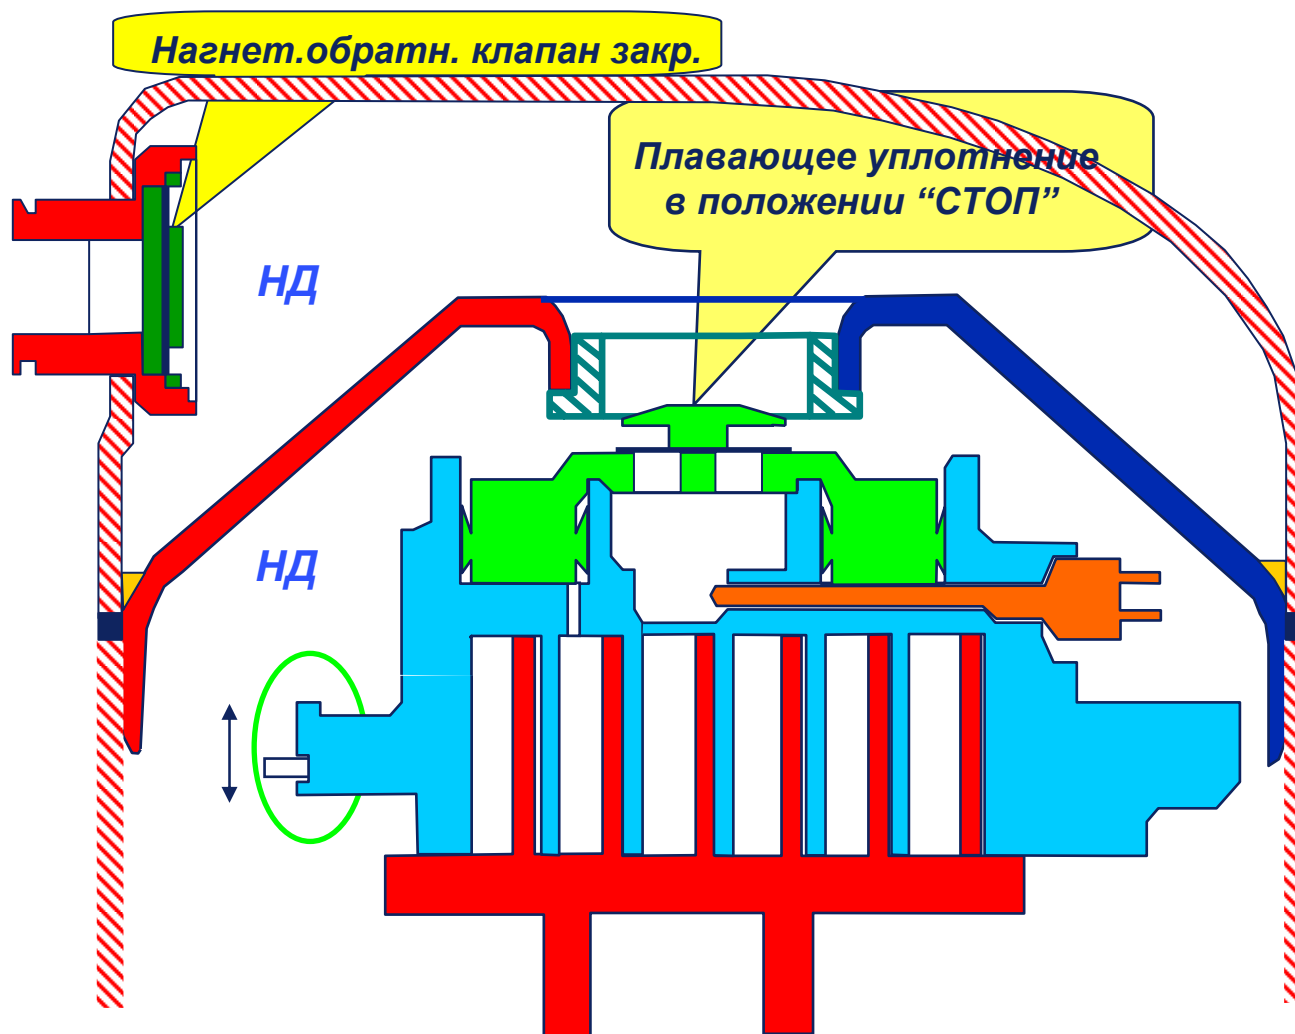 Нагнет.обратн. клапан закр.
Плавающее уплотнение
в положении “СТОП”
НД
НД